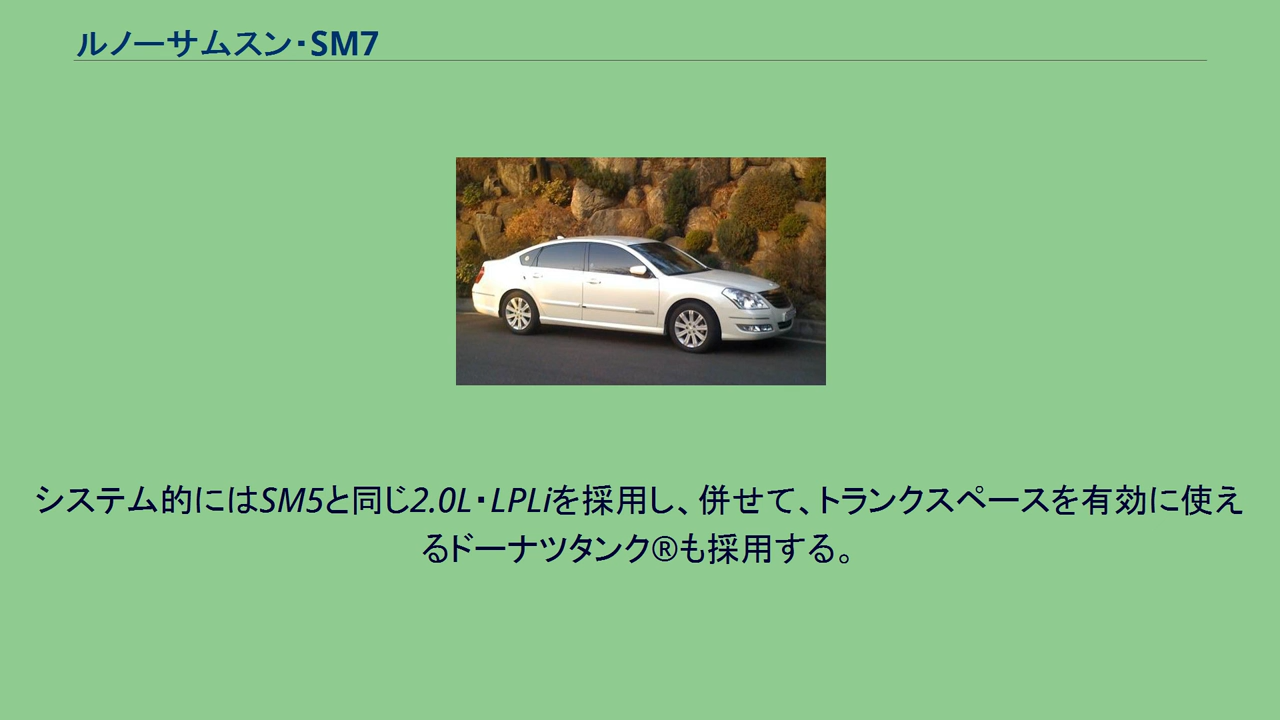 ルノーサムスン・SM7
システム的にはSM5と同じ2.0L・LPLiを採用し、併せて、トランクスペースを有効に使え
るドーナツタンク®も採用する。